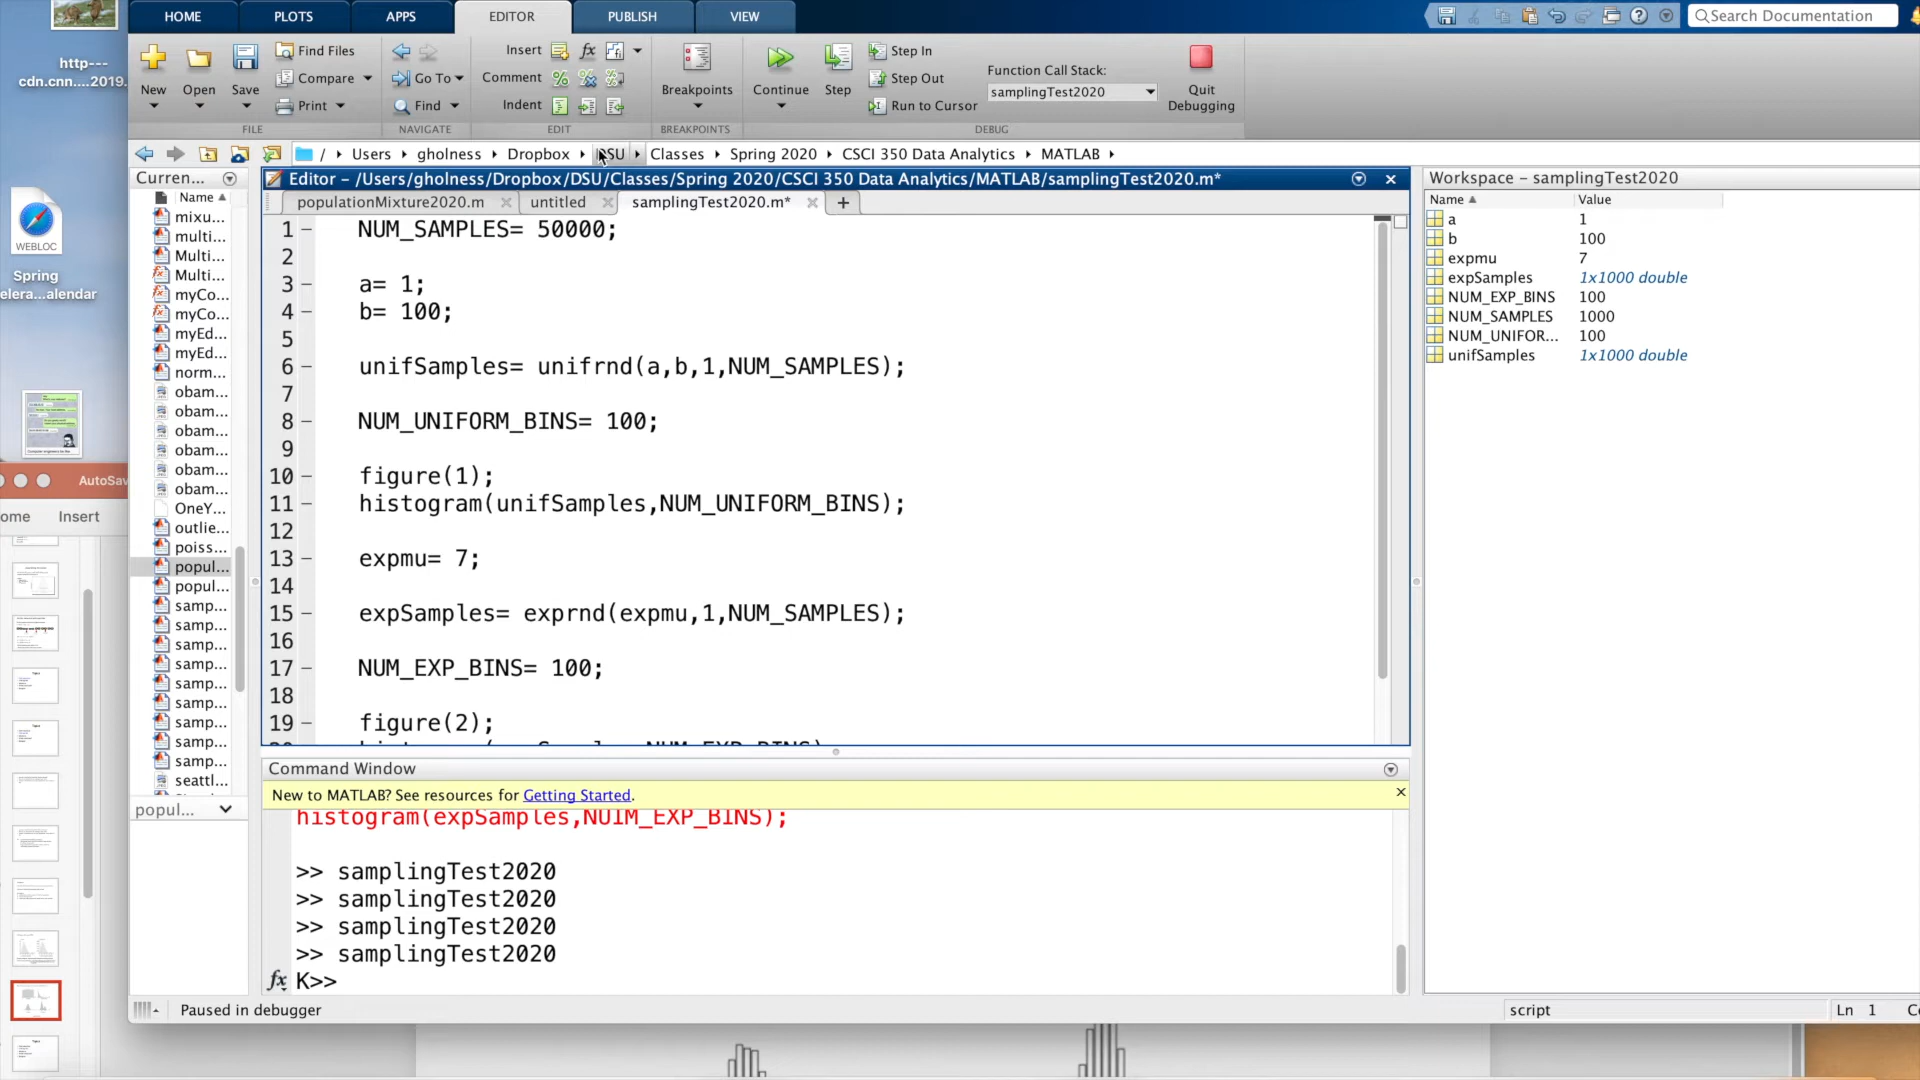 HOME PLOTS APPS EDITOR PUBLISH VIEW
Search Documentation
http---
cdn.cnn....2019.
New
Open
Save
Find Files
Compare
Print
FILE
Go To
Find
NAVIGATE
Insert
Comment
Indent
EDIT
Breakpoints
BREAKPOINTS
Continue
Step
Step In
Step Out
Run to Cursor
Function Call Stack:
samplingTest2020
Quit
Debugging
DEBUG
/ Users gholness Dropbox DSU Classes Spring 2020 CSCI 350 Data Analytics MATLAB
Curren...
Name
mixu...
multi...
Multi...
Multi...
myCo...
myCo...
myEd...
myEd...
norm...
obam...
obam...
obam...
obam...
obam...
obam...
OneY...
outlie...
poiss...
popul...
popul...
samp...
samp...
samp...
samp...
samp...
samp...
samp...
samp...
samp...
seattl...
popul...
WEBLOC
Spring
elera...alendar
AutoSav
ome Insert
Editor - /Users/gholness/Dropbox/DSU/Classes/Spring 2020/CSCI 350 Data Analytics/MATLAB/samplingTest2020.m*
populationMixture2020.m untitled samplingTest2020.m* +
1 – NUM_SAMPLES= 50000;
2
3 – a= 1;
4 – b= 100;
5
6 – unifSamples= unifrnd(a,b,1,NUM_SAMPLES);
7
8 – NUM_UNIFORM_BINS= 100;
9
10 – figure(1);
11 – histogram(unifSamples,NUM_UNIFORM_BINS);
12
13 – expmu= 7;
14
15 – expSamples= exprnd(expmu,1,NUM_SAMPLES);
16
17 – NUM_EXP_BINS= 100;
18
19 – figure(2);
Command Window
New to MATLAB? See resources for Getting Started.
histogram(expSamples,NUIM_EXP_BINS);
>> samplingTest2020
>> samplingTest2020
>> samplingTest2020
>> samplingTest2020
fx K>>
Workspace - samplingTest2020
Name Value
a 1
b 100
expmu 7
expSamples 1x1000 double
NUM_EXP_BINS 100
NUM_SAMPLES 1000
NUM_UNIFOR... 100
unifSamples 1x1000 double
Paused in debugger
script
Ln 1